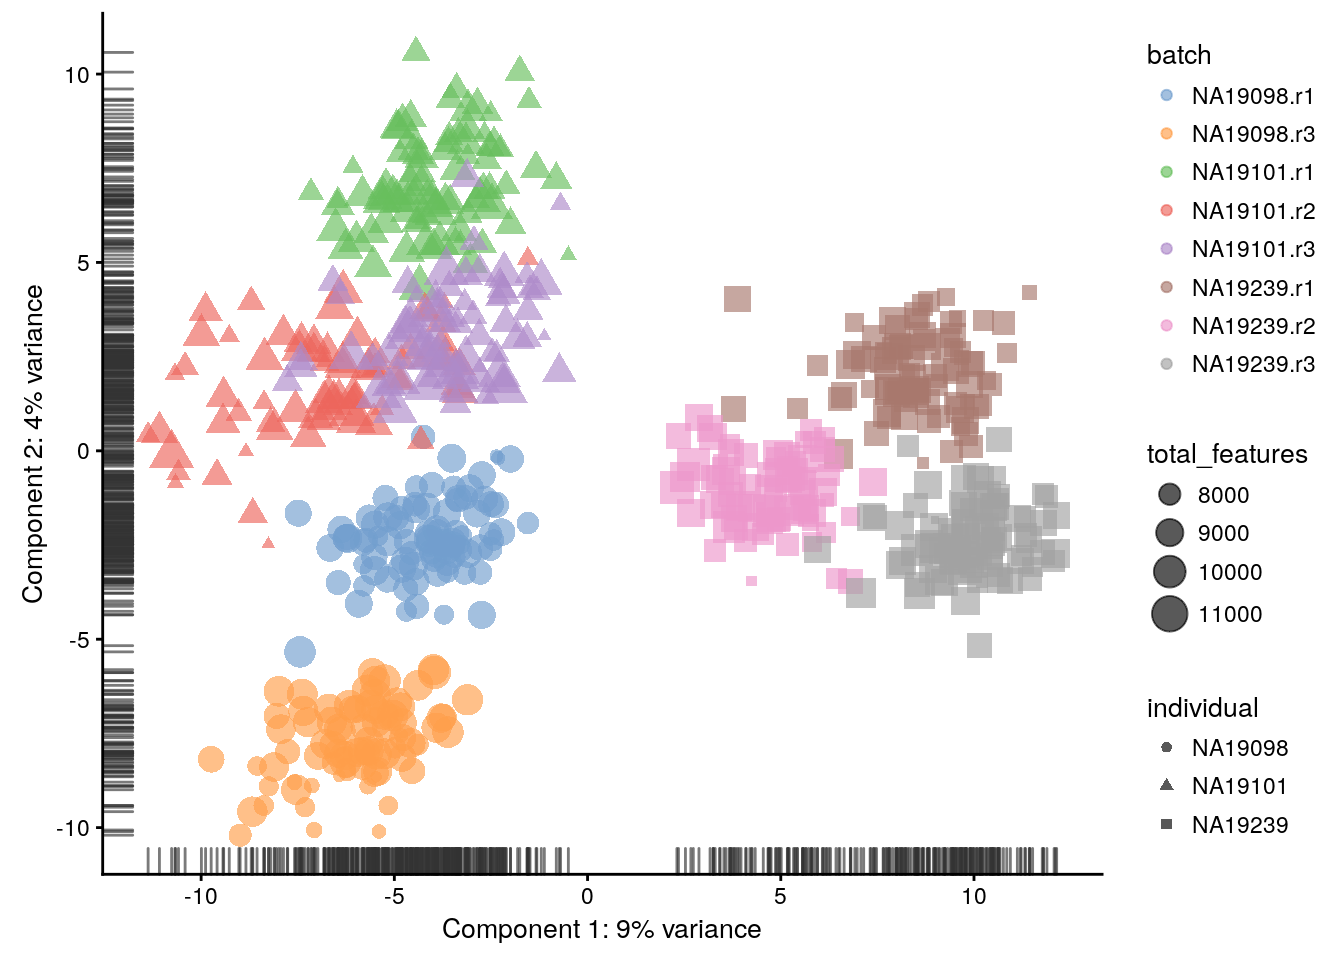 batch
NA19098.r1
NA19098.r3
NA19101.r1
NA19101.r2
NA19101.r3
NA19239.r1
NA19239.r2
NA19239.r3
total_features
8000
9000
10000
11000
individual
NA19098
NA19101
NA19239
Component 2: 4% variance
10
5
0
-5
-10
-10
-5
0
5
10
Component 1: 9% variance